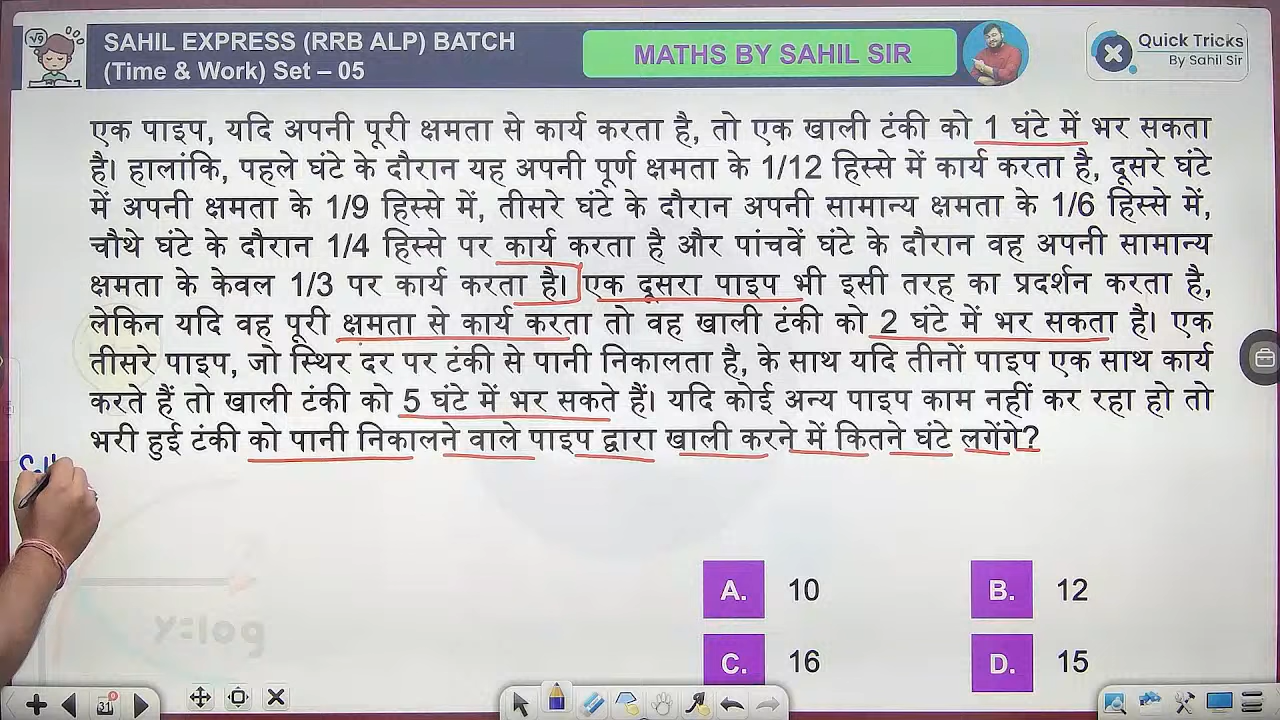 SAHIL EXPRESS (RRB ALP) BATCH
(Time & Work) Set – 05
MATHS BY SAHIL SIR
Quick Tricks
By Sahil Sir
एक पाइप, यदि अपनी पूरी क्षमता से कार्य करता है, तो एक खाली टंकी को 1 घंटे में भर सकता
है। हालांकि, पहले घंटे के दौरान यह अपनी पूर्ण क्षमता के 1/12 हिस्से में कार्य करता है, दूसरे घंटे
में अपनी क्षमता के 1/9 हिस्से में, तीसरे घंटे के दौरान अपनी सामान्य क्षमता के 1/6 हिस्से में,
चौथे घंटे के दौरान 1/4 हिस्से पर कार्य करता है और पांचवें घंटे के दौरान वह अपनी सामान्य
क्षमता के केवल 1/3 पर कार्य करता है। एक दूसरा पाइप भी इसी तरह का प्रदर्शन करता है,
लेकिन यदि वह पूरी क्षमता से कार्य करता तो वह खाली टंकी को 2 घंटे में भर सकता है। एक
तीसरे पाइप, जो स्थिर दर पर टंकी से पानी निकालता है, के साथ यदि तीनों पाइप एक साथ कार्य
करते हैं तो खाली टंकी को 5 घंटे में भर सकते हैं। यदि कोई अन्य पाइप काम नहीं कर रहा हो तो
भरी हुई टंकी को पानी निकालने वाले पाइप द्वारा खाली करने में कितने घंटे लगेंगे?
y=log
A. 10
B. 12
C. 16
D. 15
31